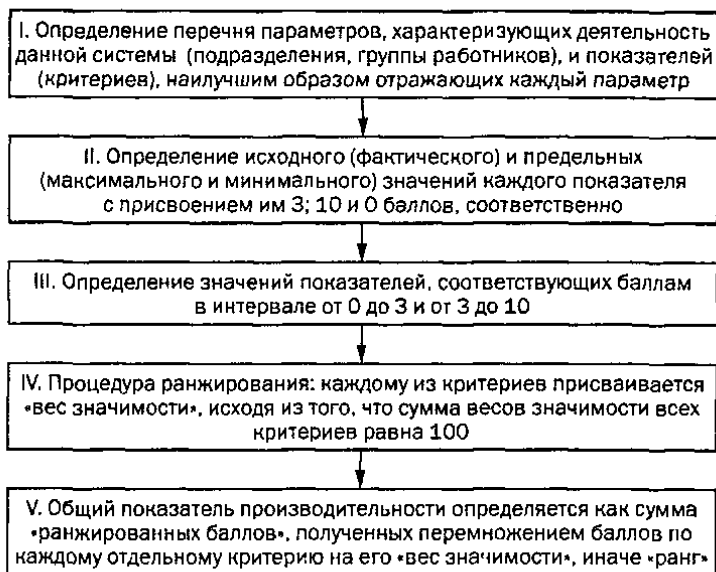 I. Определение перечня параметров, характеризующих деятельность
данной системы (подразделения, группы работников), и показателей
(критериев), наилучшим образом отражающих каждый параметр
II. Определение исходного (фактического) и предельных
(максимального и минимального) значений каждого показателя
с присвоением им 3; 10 и 0 баллов, соответственно
III. Определение значений показателей, соответствующих баллам
в интервале от 0 до 3 и от 3 до 10
IV. Процедура ранжирования: каждому из критериев присваивается
«вес значимости», исходя из того, что сумма весов значимости всех
критериев равна 100
V. Общий показатель производительности определяется как сумма
«ранжированных баллов», полученных перемножением баллов по
каждому отдельному критерию на его «вес значимости», иначе «ранг»